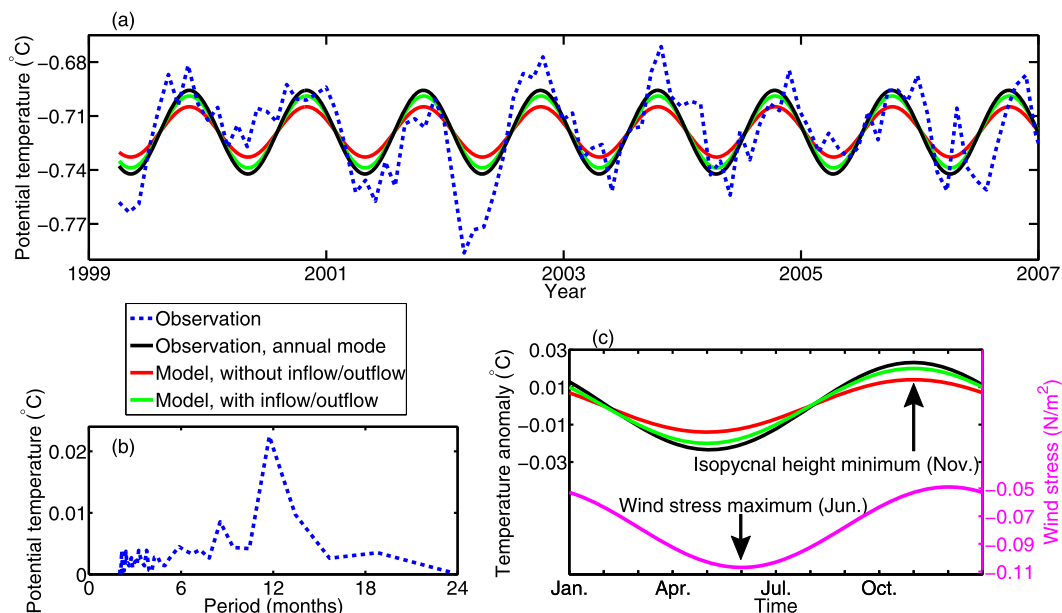 (a)
Potential temperature (°C)
−0.68
−0.71
−0.74
−0.77
1999
2001
2003
2005
2007
Year
Observation
Observation, annual mode
Model, without inflow/outflow
Model, with inflow/outflow
(b)
Potential temperature (°C)
0.02
0.01
0
0
6
12
18
24
Period (months)
(c)
Temperature anomaly (°C)
0.03
0.01
−0.01
−0.03
Isopycnal height minimum (Nov.)
Wind stress maximum (Jun.)
Wind stress (N/m²)
−0.05
−0.07
−0.09
−0.11
Jan.
Apr.
Jul.
Oct.
Time